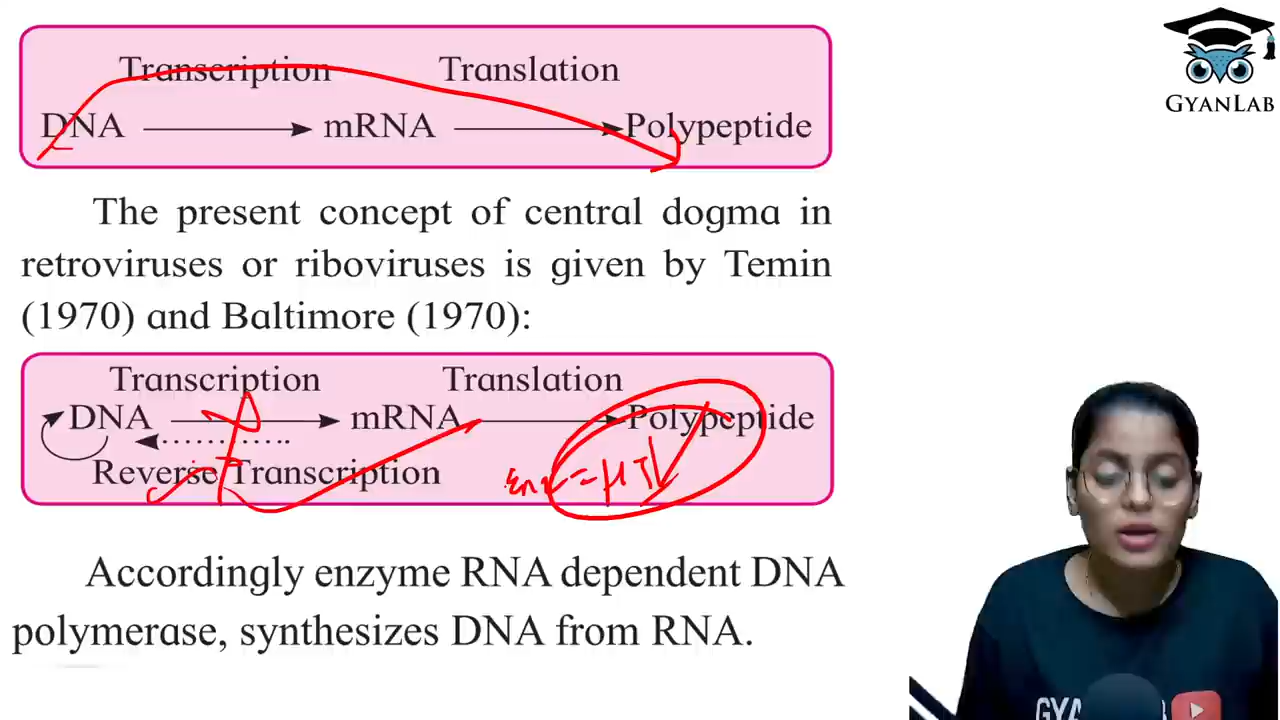 Transcription Translation
DNA mRNA Polypeptide
The present concept of central dogma in
retroviruses or riboviruses is given by Temin
(1970) and Baltimore (1970):
Transcription Translation
DNA mRNA Polypeptide
Reverse Transcription
Accordingly enzyme RNA dependent DNA
polymerase, synthesizes DNA from RNA.
GYANLAB
GYA